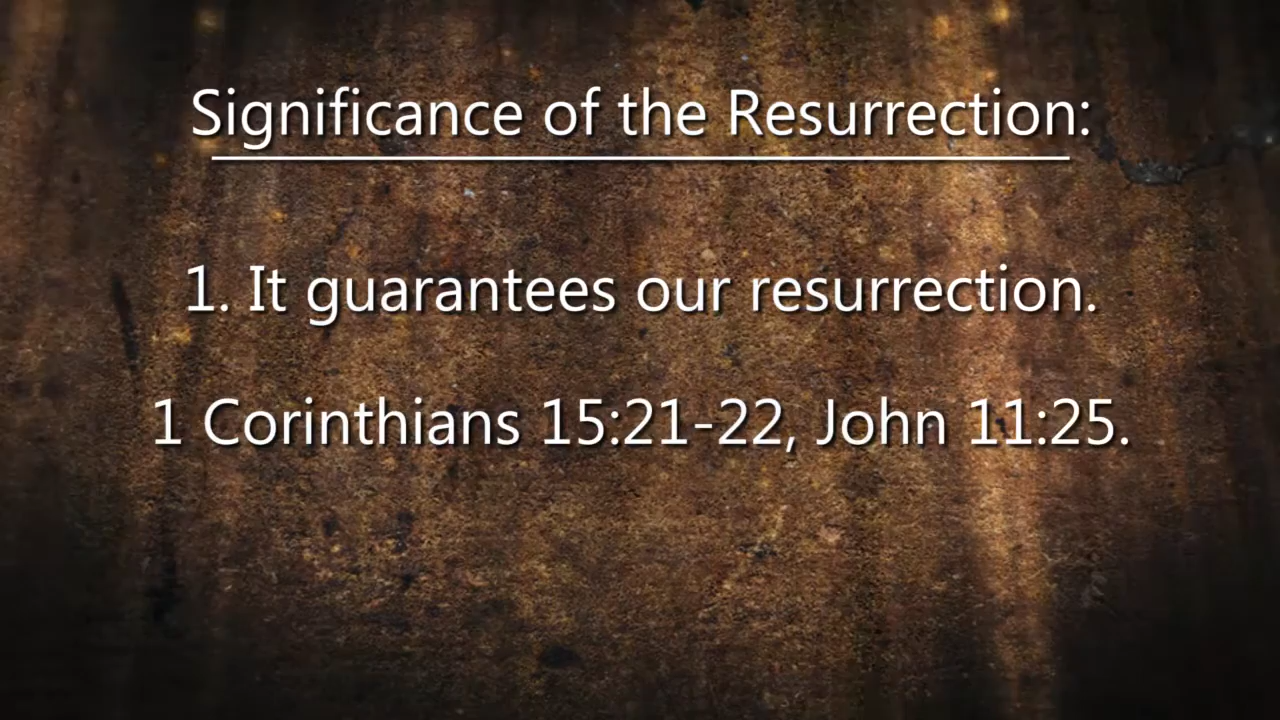 Significance of the Resurrection:
1. It guarantees our resurrection.
1 Corinthians 15:21-22, John 11:25.